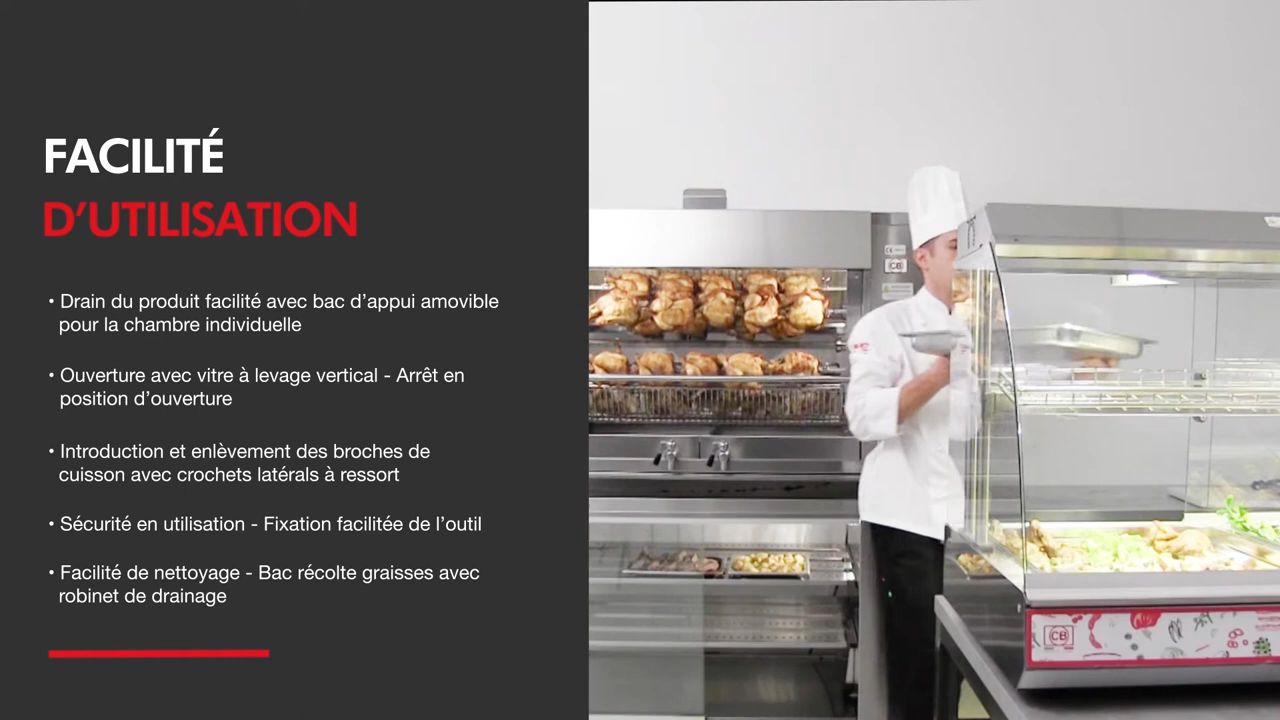 FACILITÉ
D'UTILISATION
• Drain du produit facilité avec bac d'appui amovible
pour la chambre individuelle
• Ouverture avec vitre à levage vertical - Arrêt en
position d'ouverture
• Introduction et enlèvement des broches de
cuisson avec crochets latérals à ressort
• Sécurité en utilisation - Fixation facilitée de l'outil
• Facilité de nettoyage - Bac récolte graisses avec
robinet de drainage
CB
CB